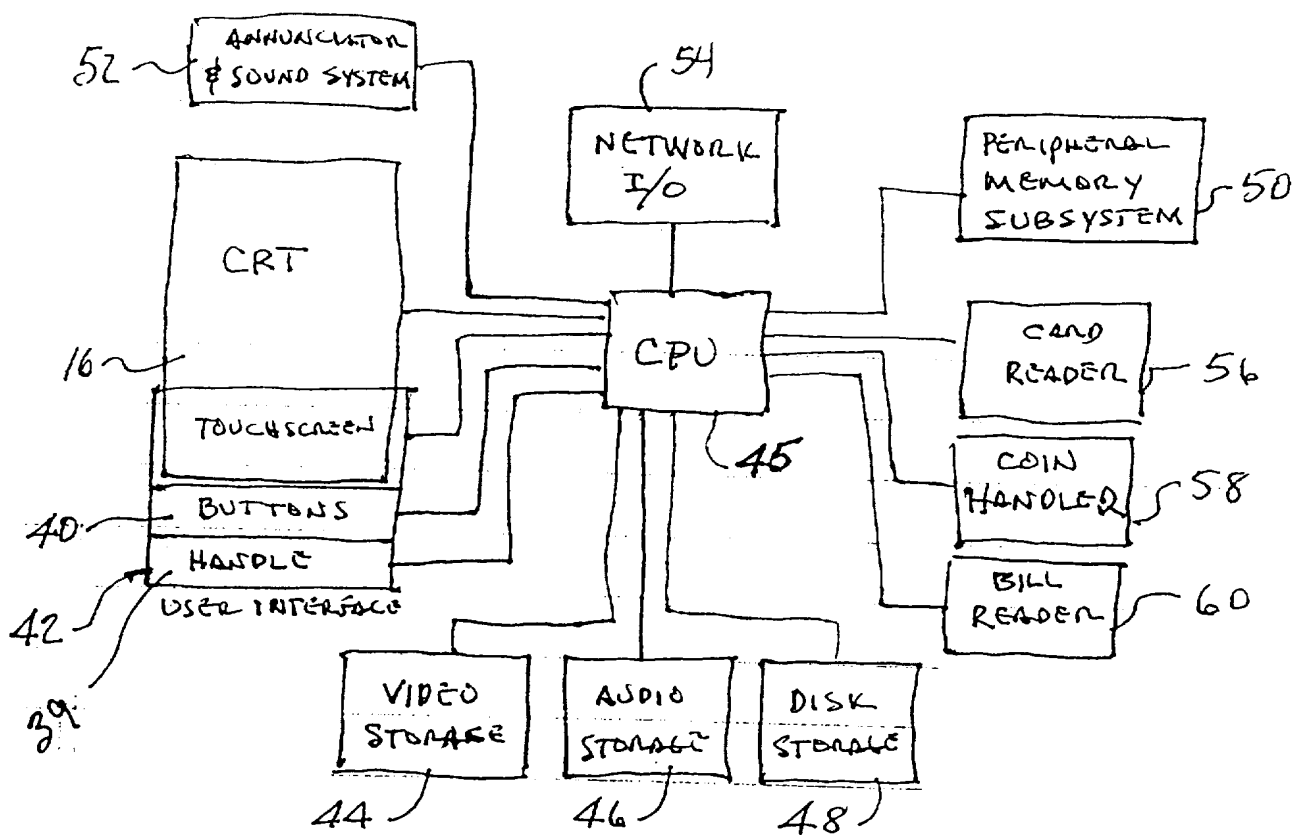 ANNUNCIATOR
& SOUND SYSTEM
52
54
NETWORK
I/O
PERIPHERAL
MEMORY
SUBSYSTEM
50
CRT
16
TOUCHSCREEN
BUTTONS
40
HANDLE
42
USER INTERFACE
39
CPU
45
CARD
READER
56
COIN
HANDLER
58
BILL
READER
60
VIDEO
STORAGE
44
AUDIO
STORAGE
46
DISK
STORAGE
48